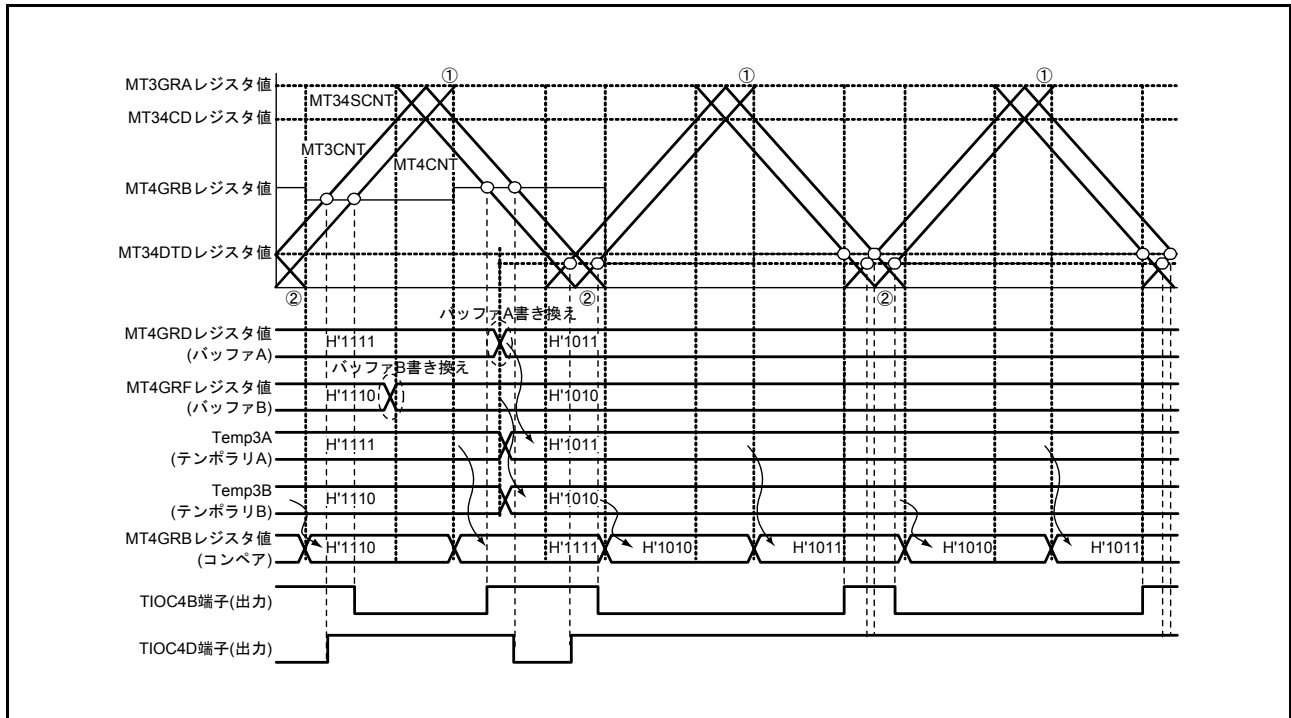 MT3GRAレジスタ値
① ① ①
MT34SCNT
MT34CDレジスタ値
MT3CNT
MT4CNT
MT4GRBレジスタ値
MT34DTDレジスタ値
② ② ②
バッファA書き換え
MT4GRDレジスタ値
(バッファA)
H'1111 H'1011
バッファB書き換え
MT4GRFレジスタ値
(バッファB)
H'1110 H'1010
Temp3A
(テンポラリA)
H'1111 H'1011
Temp3B
(テンポラリB)
H'1110 H'1010
MT4GRBレジスタ値
(コンペア)
H'1110 H'1111 H'1010 H'1011 H'1010 H'1011
TIOC4B端子(出力)
TIOC4D端子(出力)